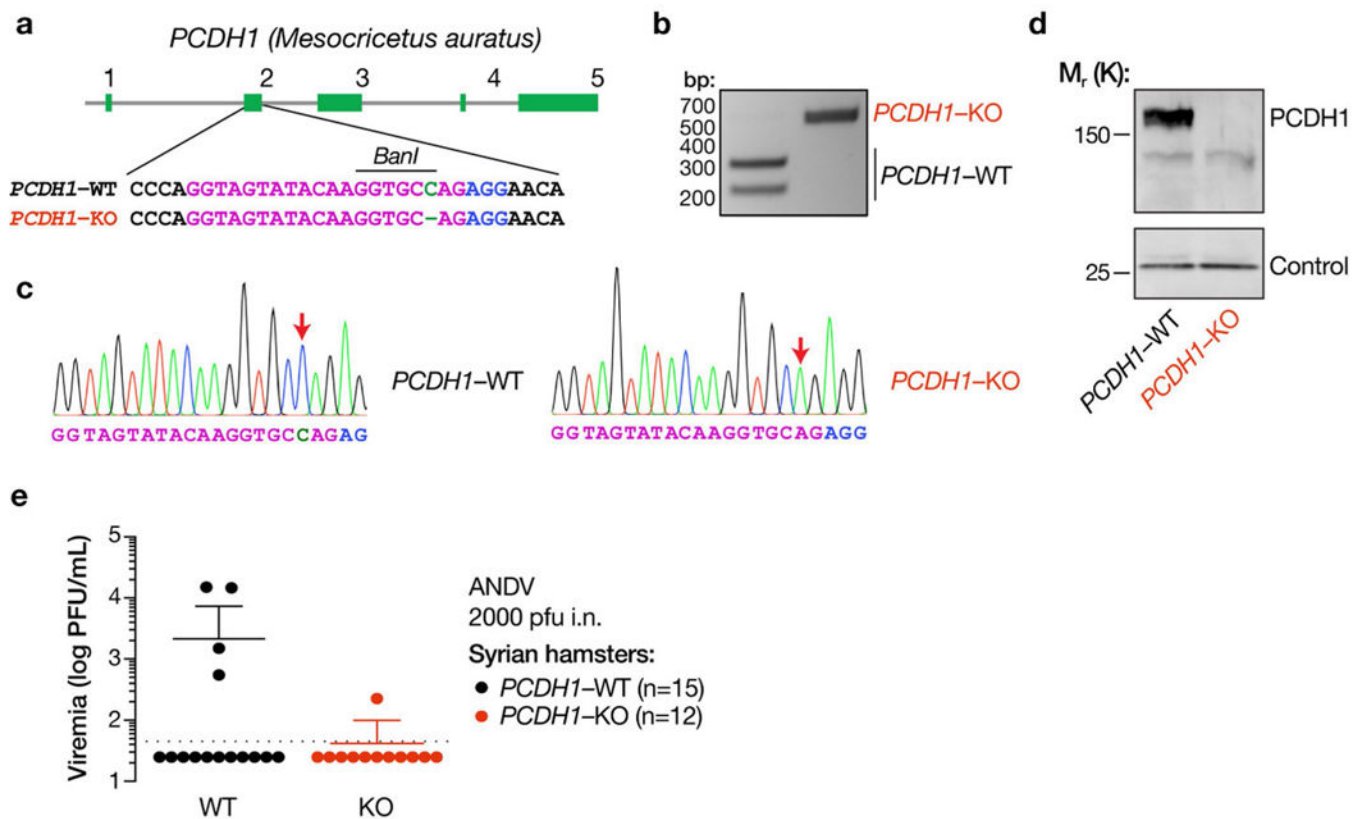 a
PCDH1 (Mesocricetus auratus)
1 2 3 4 5
BanI
PCDH1–WT CCCAGGTAGTATACAAGGTGCCAGAGGAACA
PCDH1–KO CCCAGGTAGTATACAAGGTGC–AGAGGAACA
b
bp:
700
500
400
300
200
PCDH1–KO
PCDH1–WT
c
PCDH1–WT
GGTAGTATACAAGGTGCCAGAG
PCDH1–KO
GGTAGTATACAAGGTGCAGAGG
d
Mr (K):
150
PCDH1
25
Control
PCDH1–WT
PCDH1–KO
e
Viremia (log PFU/mL)
5
4
3
2
1
WT KO
ANDV
2000 pfu i.n.
Syrian hamsters:
PCDH1–WT (n=15)
PCDH1–KO (n=12)